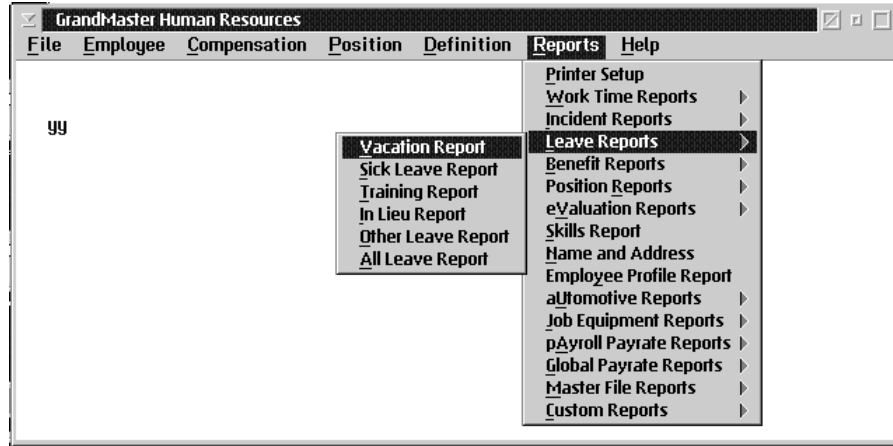 GrandMaster Human Resources
File Employee Compensation Position Definition Reports Help
yy
Printer Setup
Work Time Reports
Incident Reports
Leave Reports
Benefit Reports
Position Reports
eValuation Reports
Skills Report
Name and Address
Employee Profile Report
aUtomotive Reports
Job Equipment Reports
pAyroll Payrate Reports
Global Payrate Reports
Master File Reports
Custom Reports
Vacation Report
Sick Leave Report
Training Report
In Lieu Report
Other Leave Report
All Leave Report